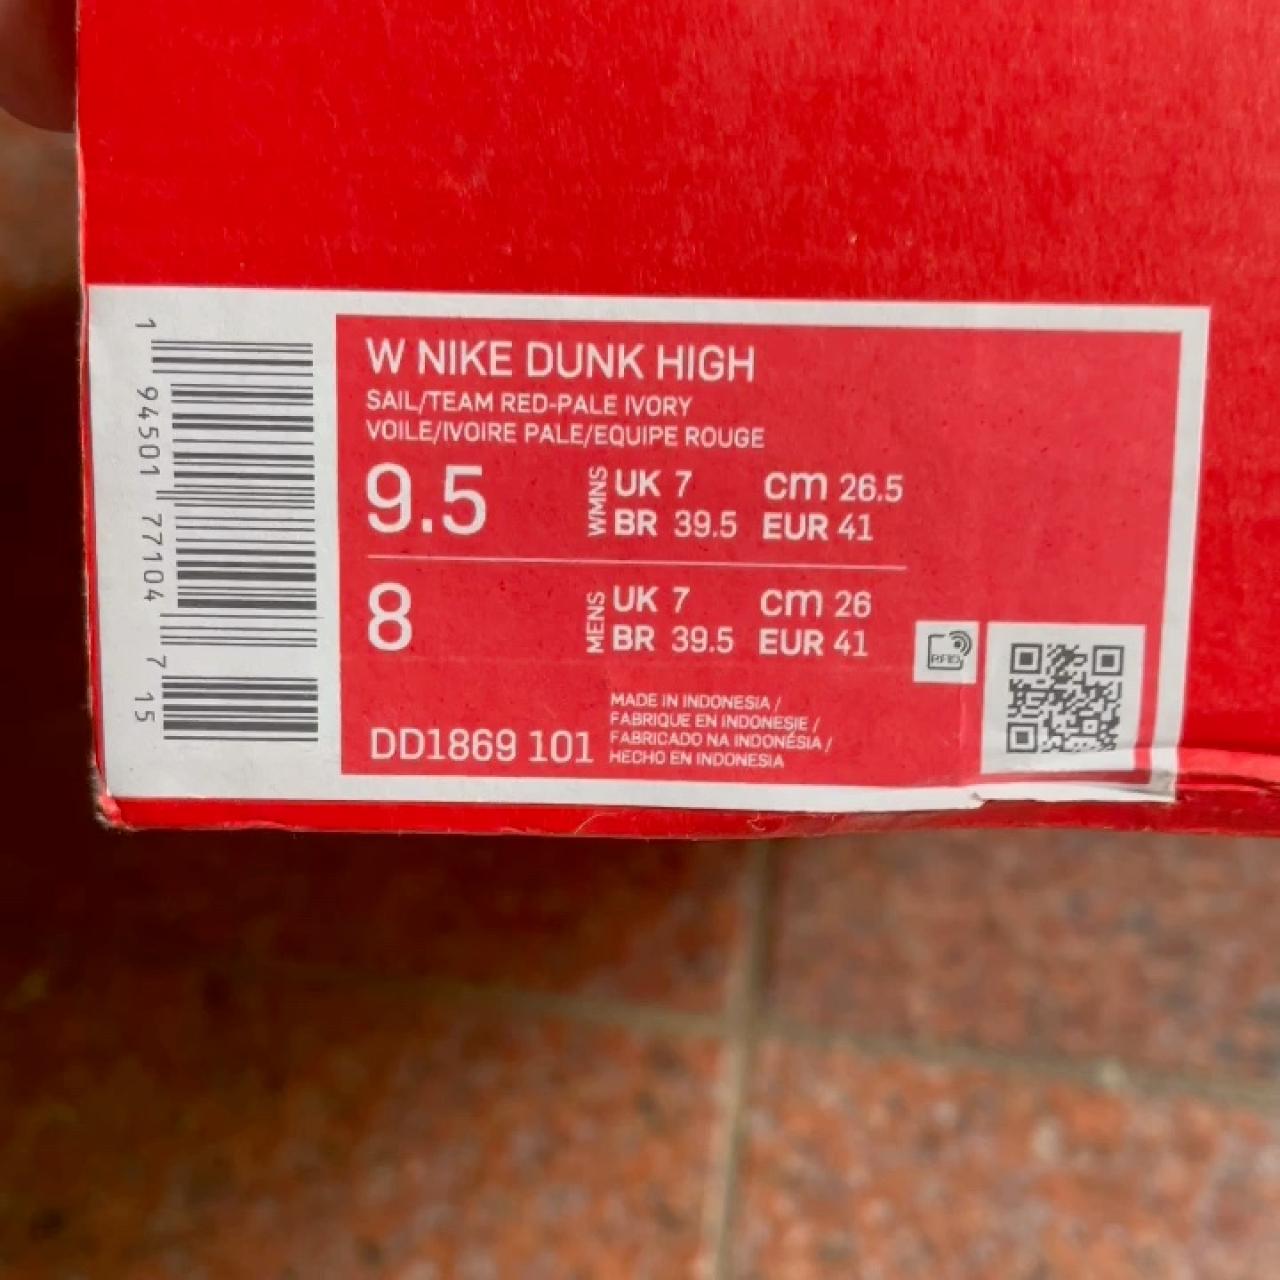 1 94501 77104 7 15
W NIKE DUNK HIGH
SAIL/TEAM RED-PALE IVORY
VOILE/IVOIRE PALE/EQUIPE ROUGE
9.5 WMNS UK 7 cm 26.5
BR 39.5 EUR 41
8 MENS UK 7 cm 26
BR 39.5 EUR 41
RFID
DD1869 101
MADE IN INDONESIA /
FABRIQUE EN INDONESIE /
FABRICADO NA INDONÉSIA /
HECHO EN INDONESIA